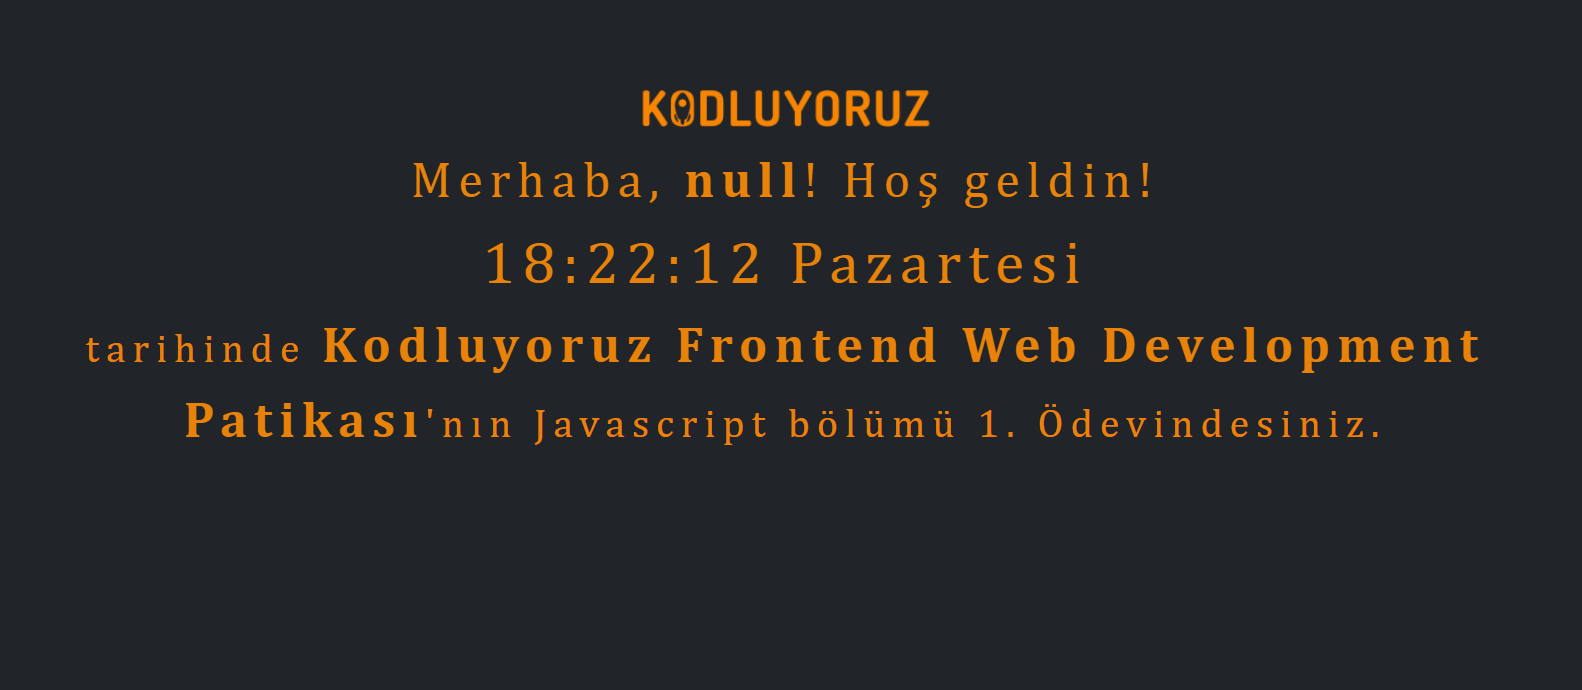 KODLUYORUZ
Merhaba, null! Hoş geldin!
18:22:12 Pazartesi
tarihinde Kodluyoruz Frontend Web Development
Patikası'nın Javascript bölümü 1. Ödevindesiniz.